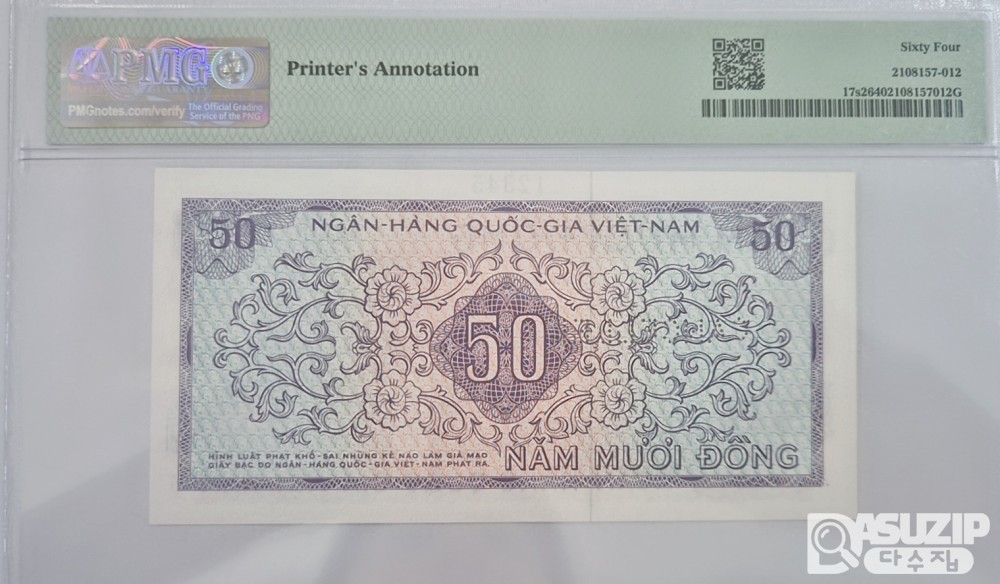 PMG
GUARANTY
PMGnotes.com/verify
The Official Grading
Service of the PNG
Printer's Annotation
Sixty Four
2108157-012
17s26402108157012G
50
NGÂN-HÀNG QUỐC-GIA VIỆT-NAM
50
50
HÌNH LUẬT PHẠT KHỔ-SAI NHỮNG KẺ NÀO LÀM GIẢ MẠO
GIẤY BẠC DO NGÂN-HÀNG QUỐC-GIA VIỆT-NAM PHÁT RA.
NĂM MƯƠI ĐỒNG
DASUZIP
다수집